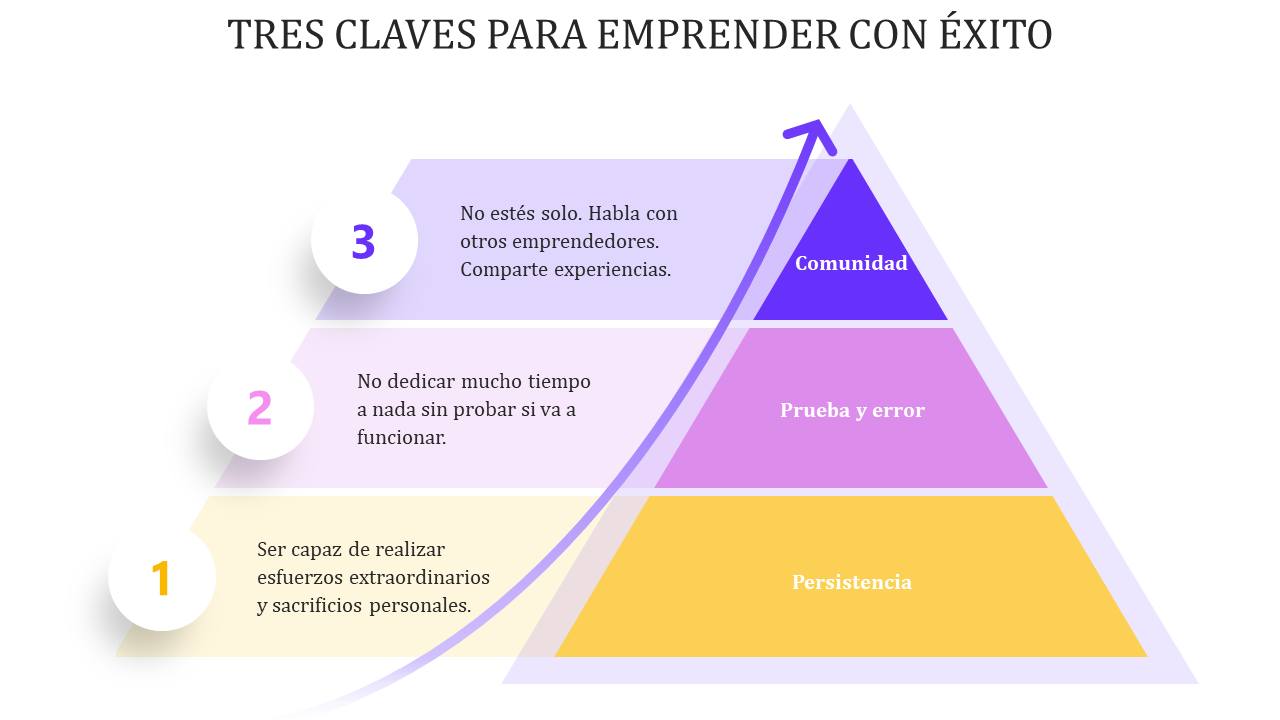 TRES CLAVES PARA EMPRENDER CON ÉXITO
3
No estés solo. Habla con
otros emprendedores.
Comparte experiencias.
Comunidad
2
No dedicar mucho tiempo
a nada sin probar si va a
funcionar.
Prueba y error
1
Ser capaz de realizar
esfuerzos extraordinarios
y sacrificios personales.
Persistencia